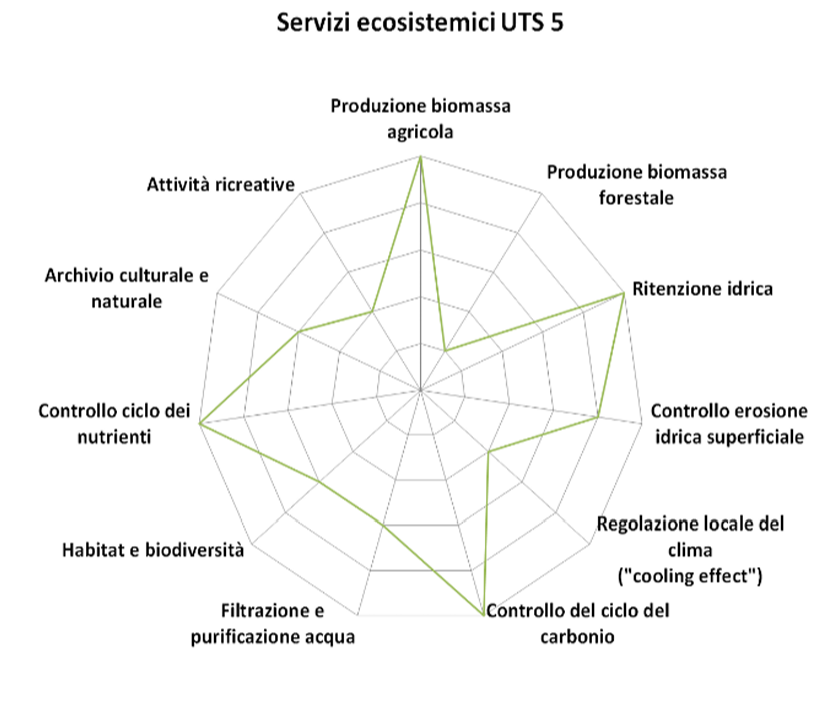 Servizi ecosistemici UTS 5
Produzione biomassa
agricola
Produzione biomassa
forestale
Ritenzione idrica
Controllo erosione
idrica superficiale
Regolazione locale del
clima
("cooling effect")
Controllo del ciclo del
carbonio
Filtrazione e
purificazione acqua
Habitat e biodiversità
Controllo ciclo dei
nutrienti
Archivio culturale e
naturale
Attività ricreative